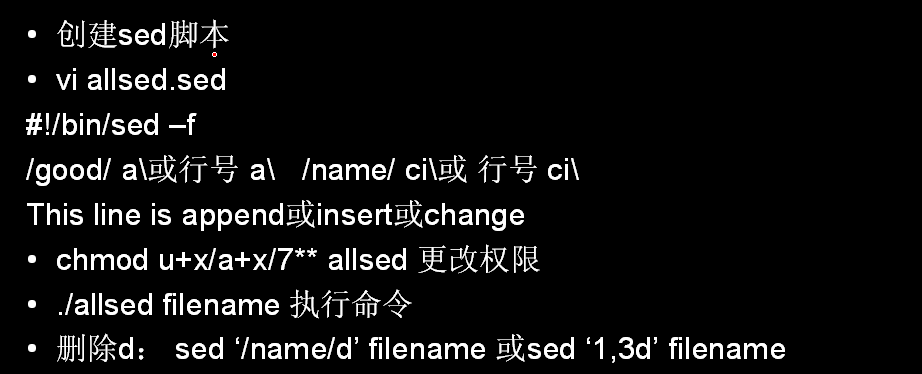 • 创建sed脚本
• vi allsed.sed
#!/bin/sed –f
/good/ a\或行号 a\   /name/ ci\或 行号 ci\
This line is append或insert或change
• chmod u+x/a+x/7** allsed 更改权限
• ./allsed filename 执行命令
• 删除d： sed ‘/name/d’ filename 或sed ‘1,3d’ filename